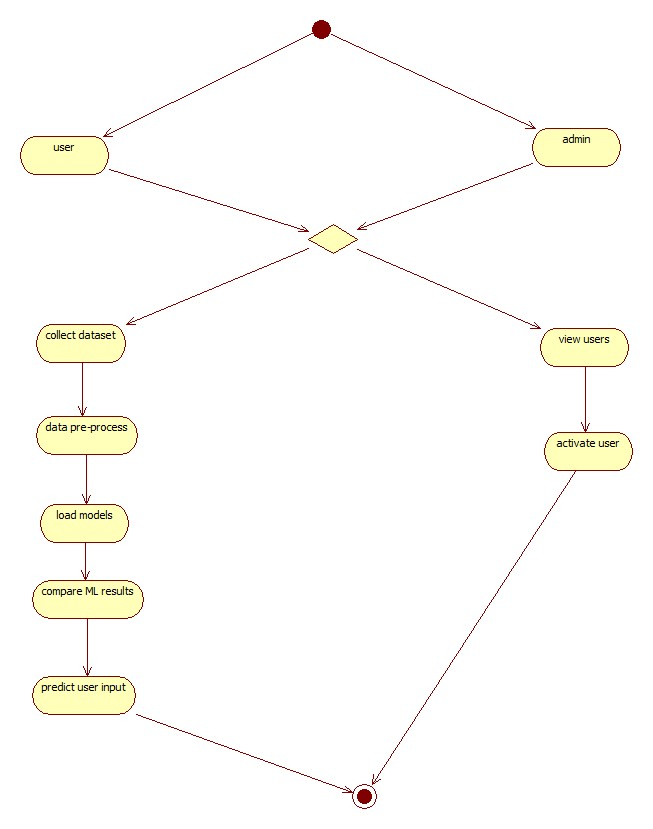 user
admin
collect dataset
view users
data pre-process
activate user
load models
compare ML results
predict user input